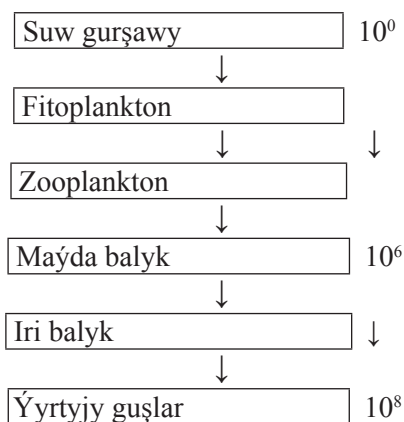 Suw gurşawy 10⁰
↓
Fitoplankton
↓ ↓
Zooplankton
↓
Maýda balyk 10⁶
↓
Iri balyk ↓
↓
Ýyrtyjy guşlar 10⁸